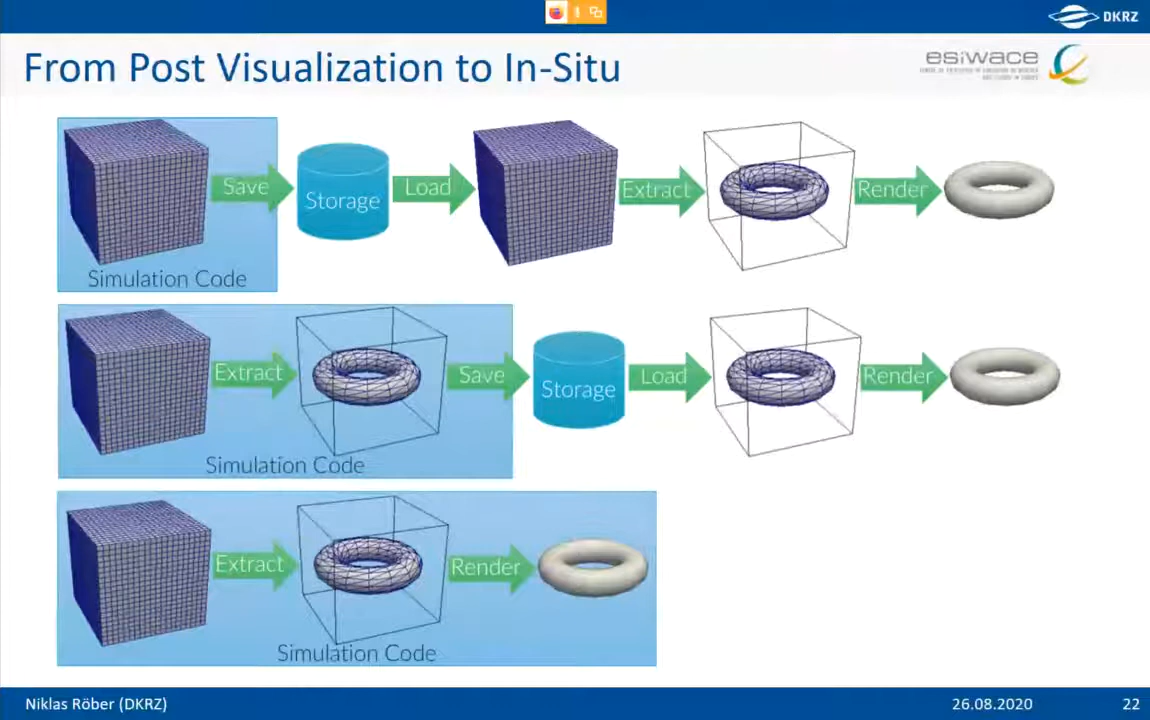 DKRZ
From Post Visualization to In-Situ
esiwace
Save
Storage
Load
Extract
Render
Simulation Code
Extract
Save
Storage
Load
Render
Simulation Code
Extract
Render
Simulation Code
Niklas Röber (DKRZ)
26.08.2020
22